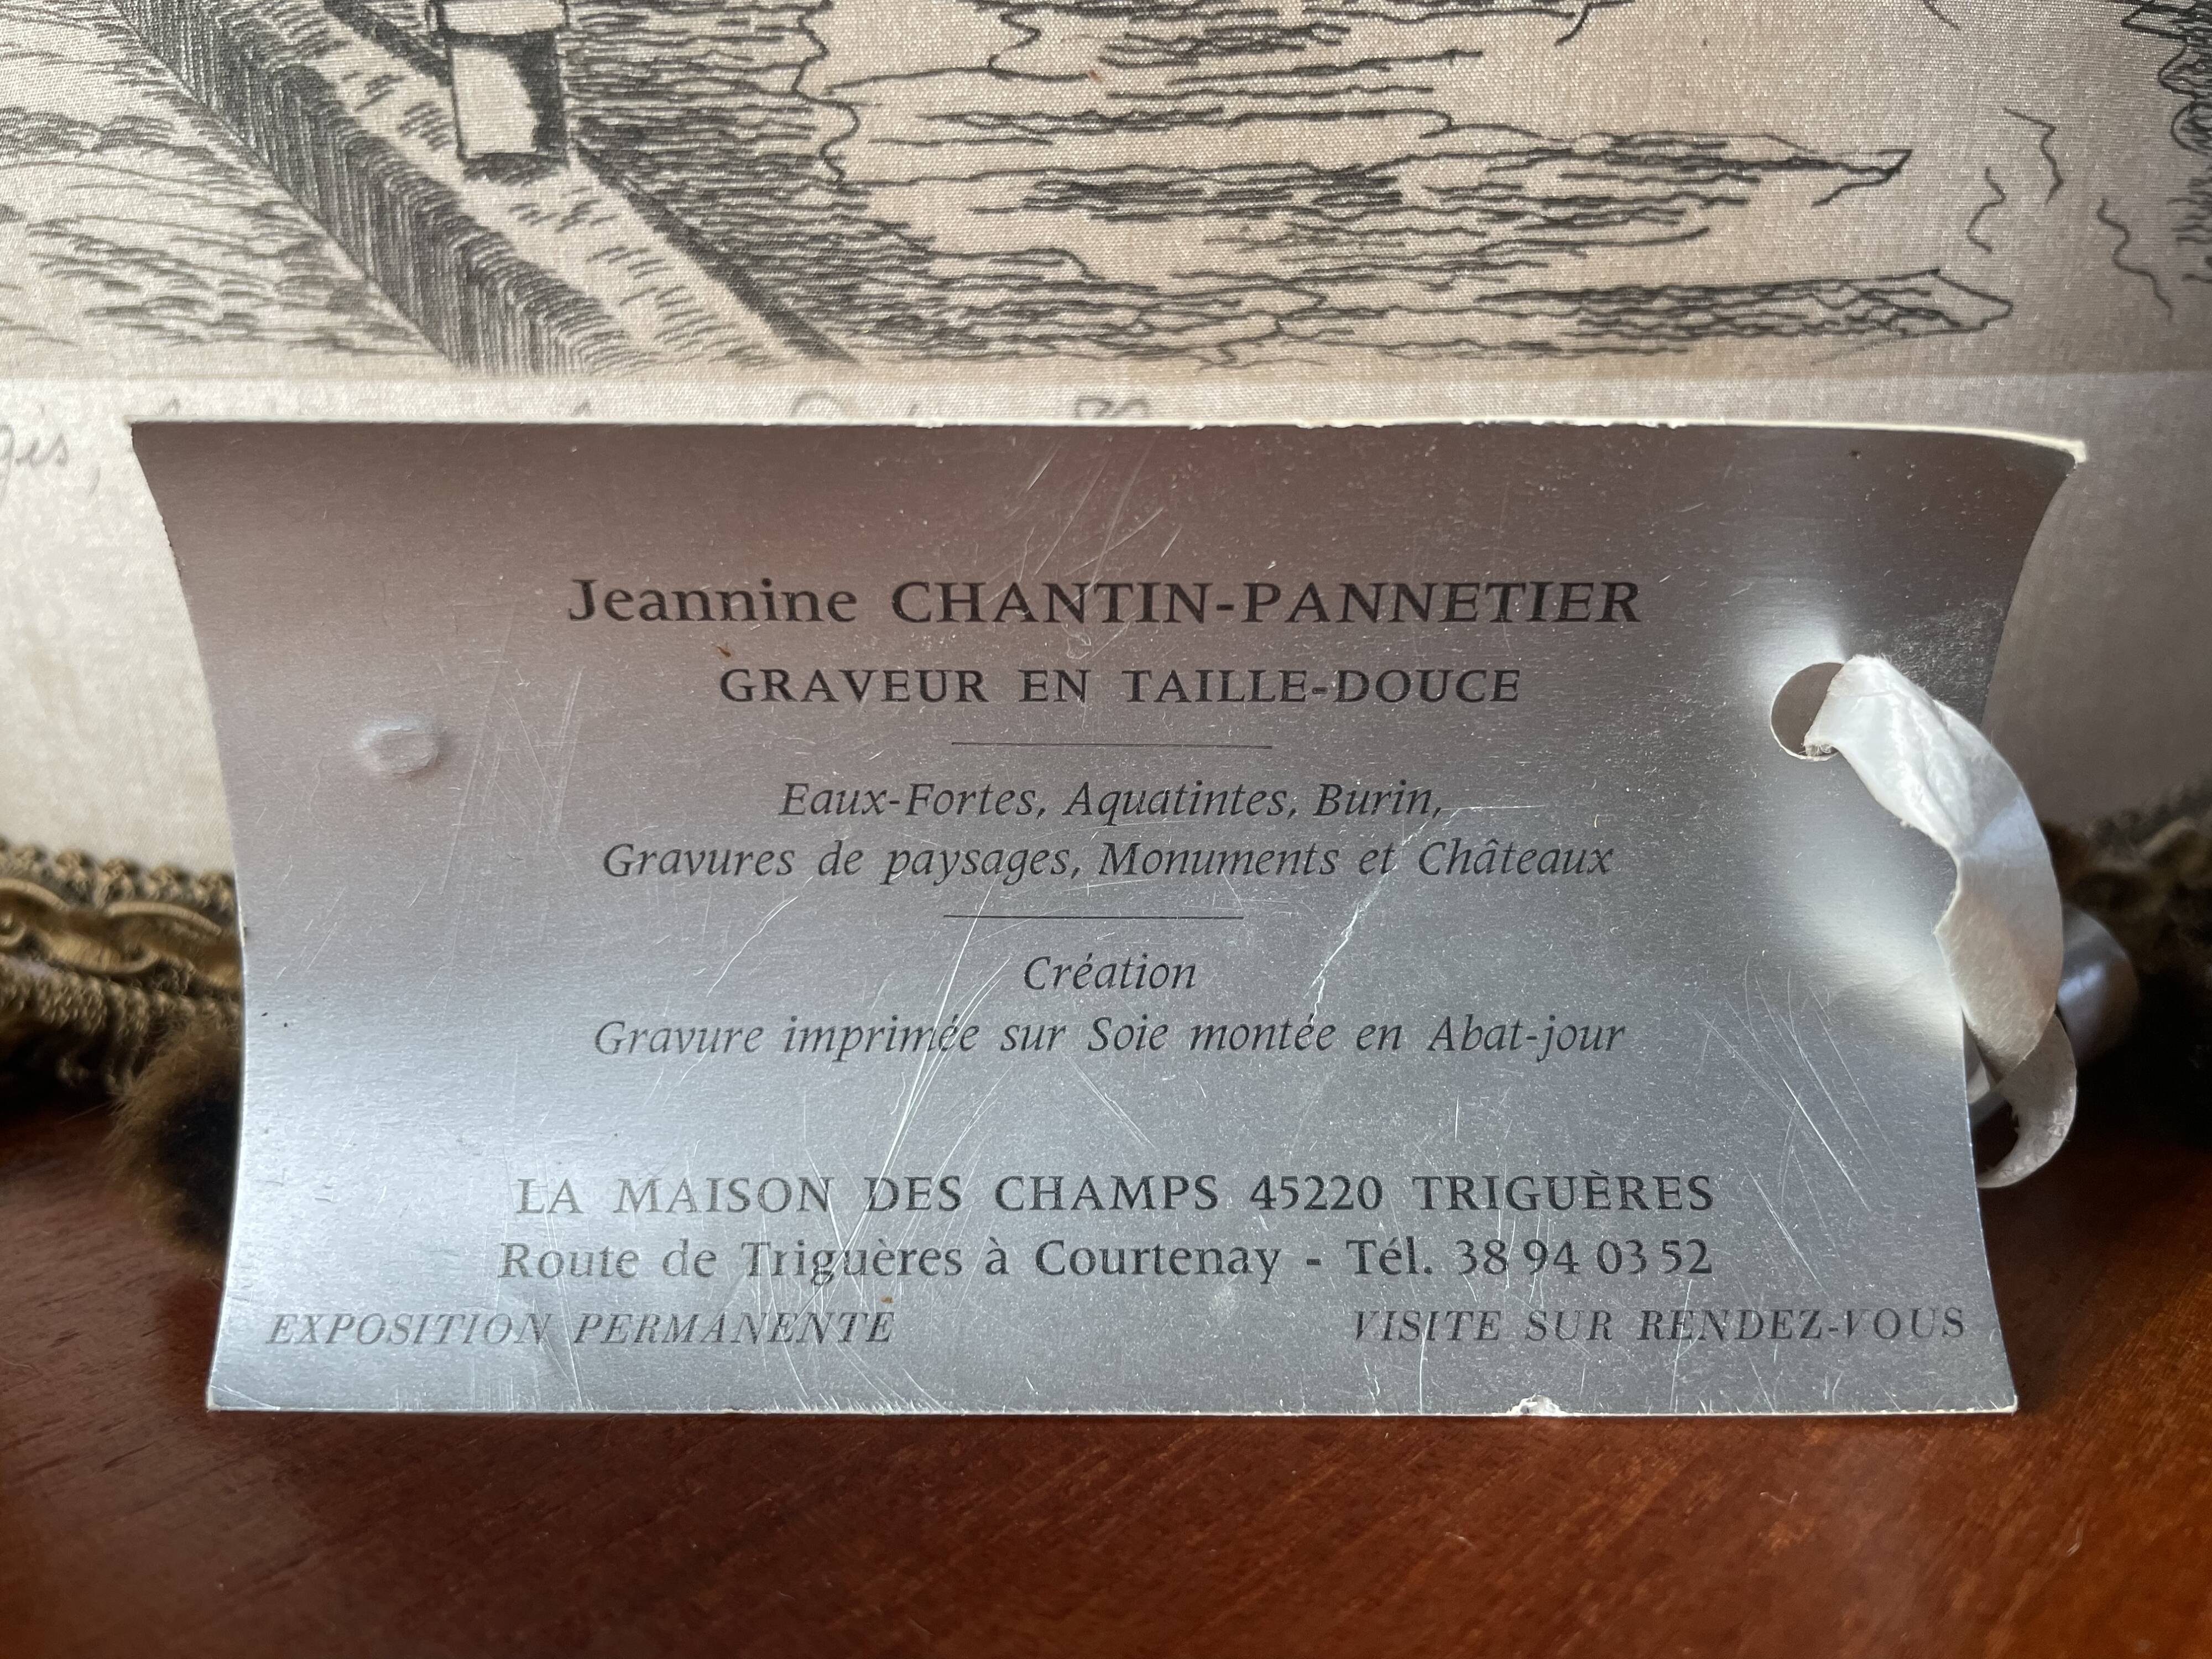 Jeannine CHANTIN-PANNETIER
GRAVEUR EN TAILLE-DOUCE
Eaux-Fortes, Aquatintes, Burin,
Gravures de paysages, Monuments et Châteaux
Création
Gravure imprimée sur Soie montée en Abat-jour
LA MAISON DES CHAMPS 45220 TRIGUÈRES
Route de Triguères à Courtenay - Tél. 38 94 03 52
EXPOSITION PERMANENTE VISITE SUR RENDEZ-VOUS